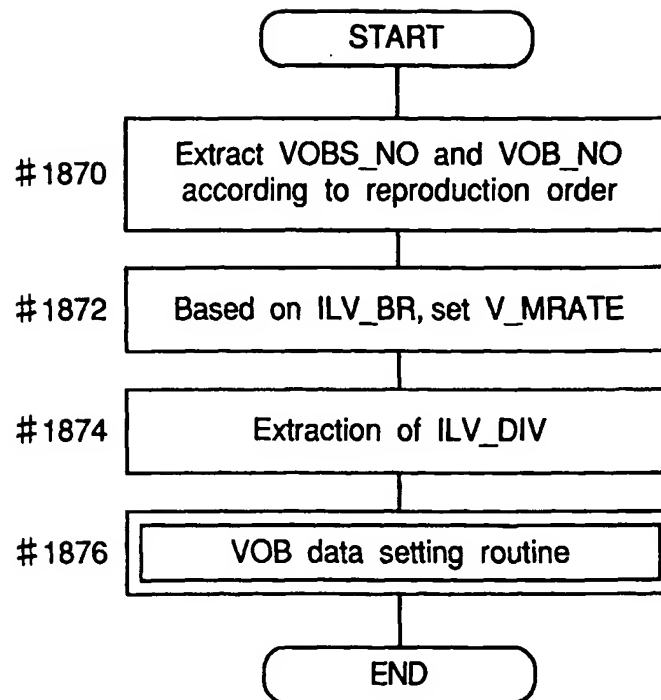 START
#1870
Extract VOBS_NO and VOB_NO
according to reproduction order
#1872
Based on ILV_BR, set V_MRATE
#1874
Extraction of ILV_DIV
#1876
VOB data setting routine
END